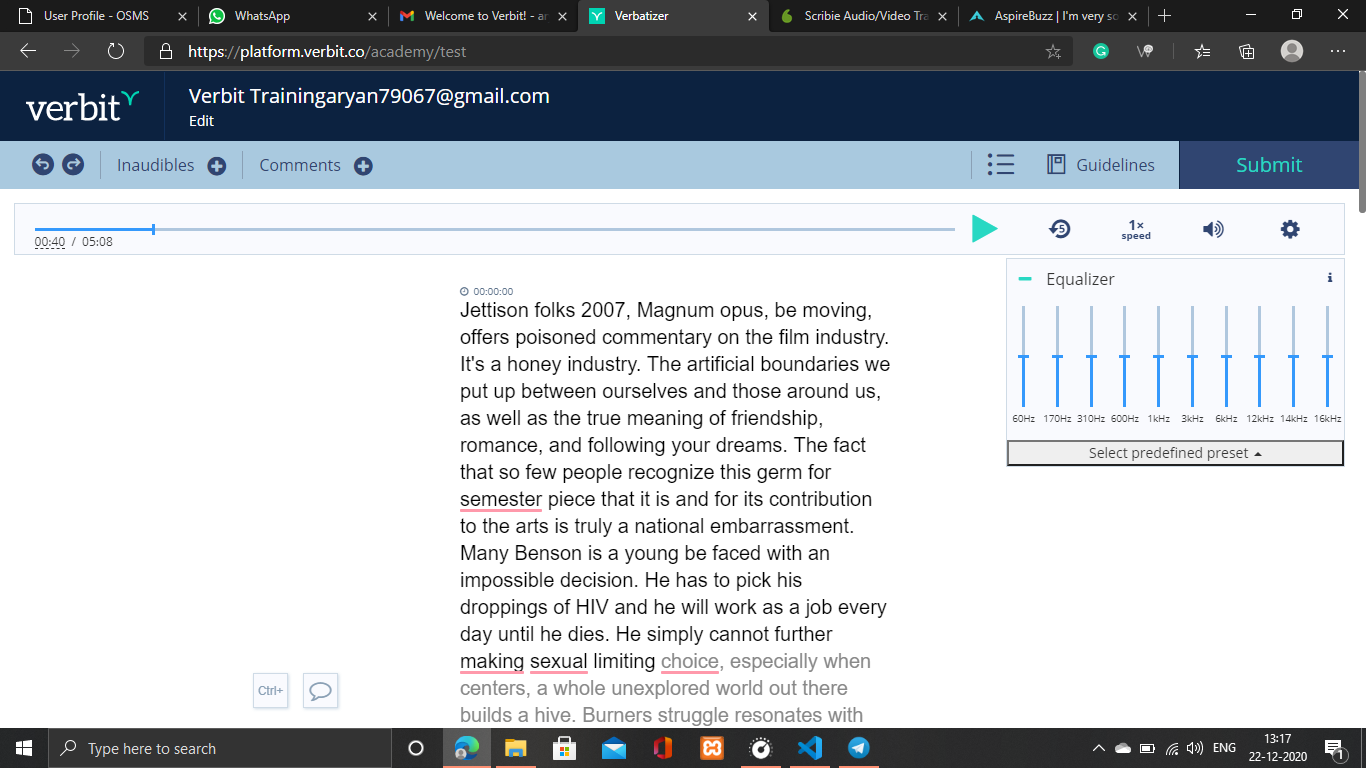 User Profile - OSMS
WhatsApp
Welcome to Verbit! - ar
Verbatizer
Scribie Audio/Video Tra
AspireBuzz | I'm very so
https://platform.verbit.co/academy/test
verbit
Verbit Trainingaryan79067@gmail.com
Edit
Inaudibles
Comments
Guidelines
Submit
00:40 / 05:08
5
1×
speed
Equalizer
i
60Hz 170Hz 310Hz 600Hz 1kHz 3kHz 6kHz 12kHz 14kHz 16kHz
Select predefined preset
00:00:00
Jettison folks 2007, Magnum opus, be moving,
offers poisoned commentary on the film industry.
It's a honey industry. The artificial boundaries we
put up between ourselves and those around us,
as well as the true meaning of friendship,
romance, and following your dreams. The fact
that so few people recognize this germ for
semester piece that it is and for its contribution
to the arts is truly a national embarrassment.
Many Benson is a young be faced with an
impossible decision. He has to pick his
droppings of HIV and he will work as a job every
day until he dies. He simply cannot further
making sexual limiting choice, especially when
centers, a whole unexplored world out there
builds a hive. Burners struggle resonates with
Ctrl+
Type here to search
ENG
13:17
22-12-2020
1